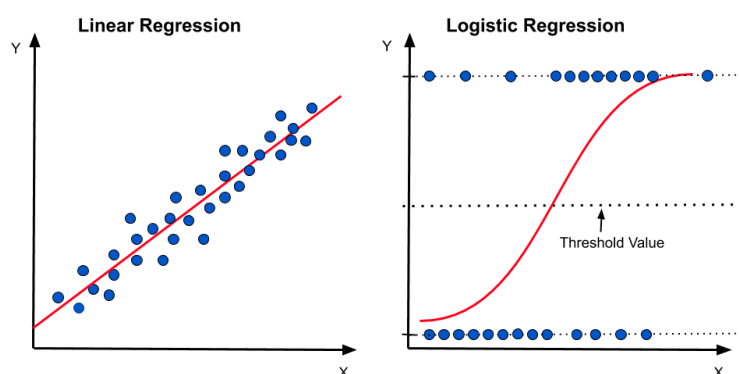 Linear Regression
Logistic Regression
Y
Y
Threshold Value
X
X